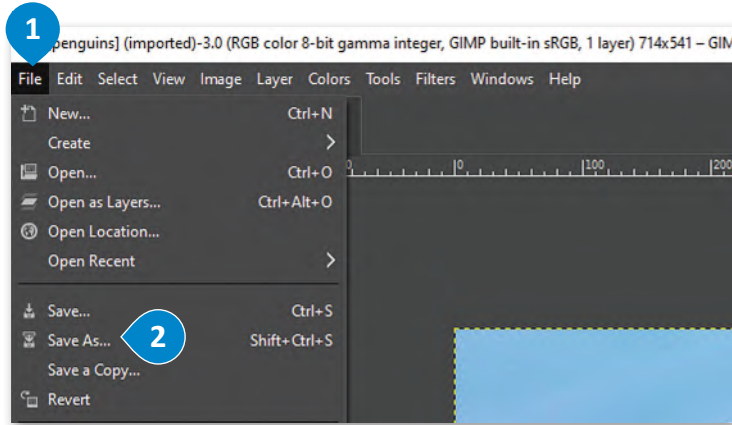 1
penguins] (imported)-3.0 (RGB color 8-bit gamma integer, GIMP built-in sRGB, 1 layer) 714x541 – GIM
File Edit Select View Image Layer Colors Tools Filters Windows Help
New... Ctrl+N
Create >
Open... Ctrl+O
Open as Layers... Ctrl+Alt+O
Open Location...
Open Recent >
0 100 200
Save... Ctrl+S
Save As... 2 Shift+Ctrl+S
Save a Copy...
Revert